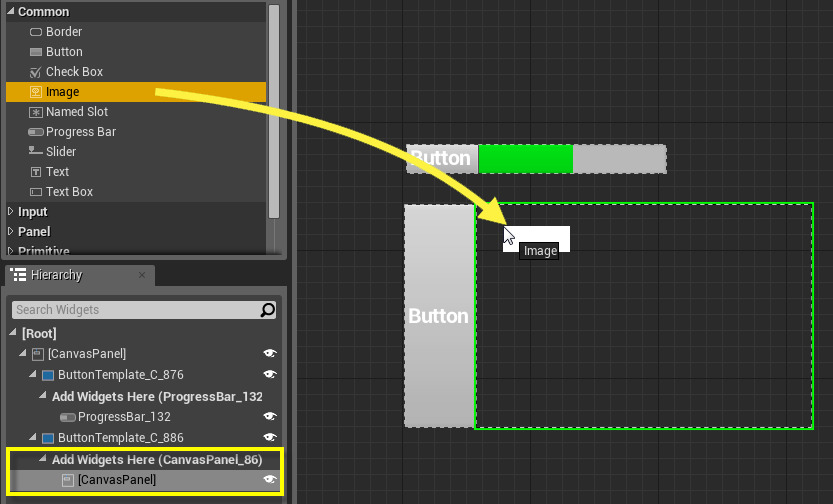 Common
Border
Button
Check Box
Image
Named Slot
Progress Bar
Slider
Text
Text Box
Input
Panel
Primitive
Hierarchy
Search Widgets
[Root]
[CanvasPanel]
ButtonTemplate_C_876
Add Widgets Here (ProgressBar_132
ProgressBar_132
ButtonTemplate_C_886
Add Widgets Here (CanvasPanel_86)
[CanvasPanel]
Button
Image
Button